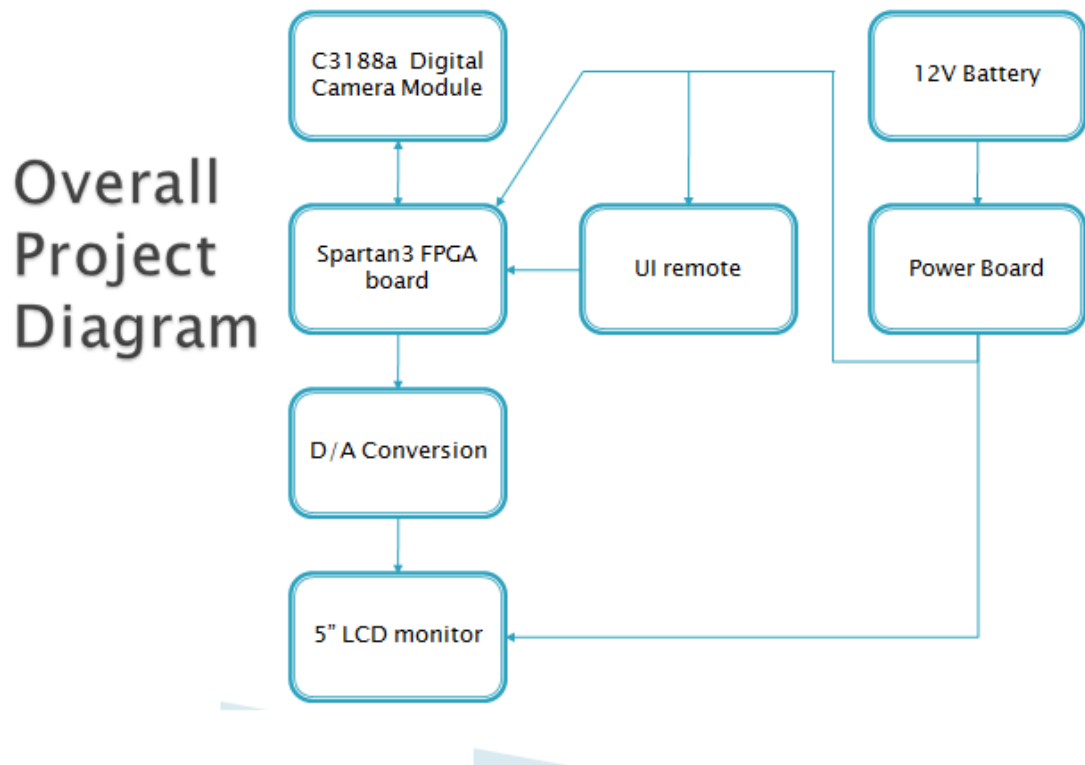 Overall
Project
Diagram
C3188a Digital
Camera Module
12V Battery
Spartan3 FPGA
board
UI remote
Power Board
D/A Conversion
5” LCD monitor